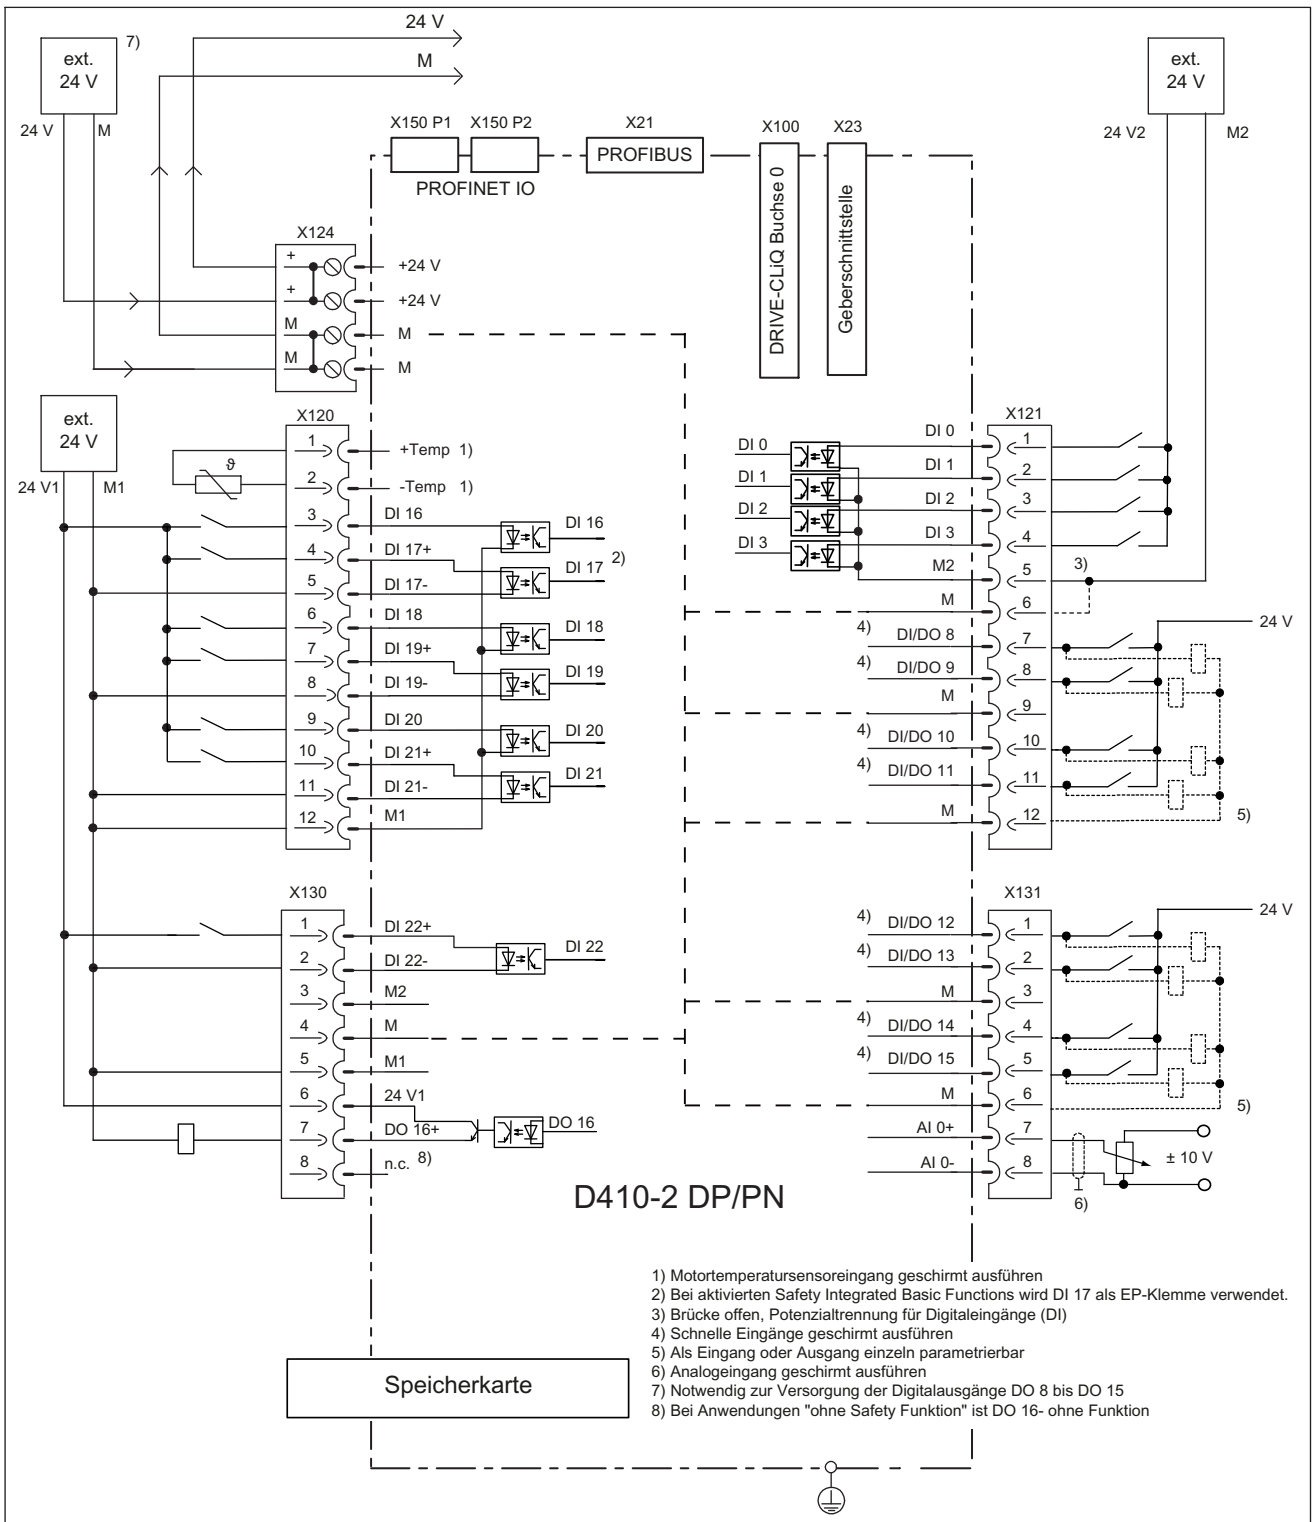 24 V
M
ext.
24 V
7)
24 V
M
X150 P1
X150 P2
PROFINET IO
X21
PROFIBUS
X100
DRIVE-CLiQ Buchse 0
X23
Geberschnittstelle
ext.
24 V
24 V2
M2
X124
+
+24 V
+
+24 V
M
M
M
M
ext.
24 V
24 V1
M1
X120
ϑ
1
+Temp 1)
2
-Temp 1)
3
DI 16
DI 16
4
DI 17+
DI 17
2)
5
DI 17-
6
DI 18
DI 18
7
DI 19+
DI 19
8
DI 19-
9
DI 20
DI 20
10
DI 21+
DI 21
11
DI 21-
12
M1
X121
DI 0
DI 0
1
DI 1
DI 1
2
DI 2
DI 2
3
DI 3
DI 3
4
M2
5
3)
M
6
24 V
4)
DI/DO 8
7
4)
DI/DO 9
8
M
9
4)
DI/DO 10
10
4)
DI/DO 11
11
M
12
5)
X130
1
DI 22+
DI 22
2
DI 22-
3
M2
4
M
5
M1
6
24 V1
7
DO 16+
DO 16
8
n.c. 8)
X131
24 V
4)
DI/DO 12
1
4)
DI/DO 13
2
M
3
4)
DI/DO 14
4
4)
DI/DO 15
5
M
6
5)
AI 0+
7
± 10 V
AI 0-
8
6)
D410-2 DP/PN
1) Motortemperatursensoreingang geschirmt ausführen
2) Bei aktivierten Safety Integrated Basic Functions wird DI 17 als EP-Klemme verwendet.
3) Brücke offen, Potenzialtrennung für Digitaleingänge (DI)
4) Schnelle Eingänge geschirmt ausführen
5) Als Eingang oder Ausgang einzeln parametrierbar
6) Analogeingang geschirmt ausführen
7) Notwendig zur Versorgung der Digitalausgänge DO 8 bis DO 15
8) Bei Anwendungen "ohne Safety Funktion" ist DO 16- ohne Funktion
Speicherkarte